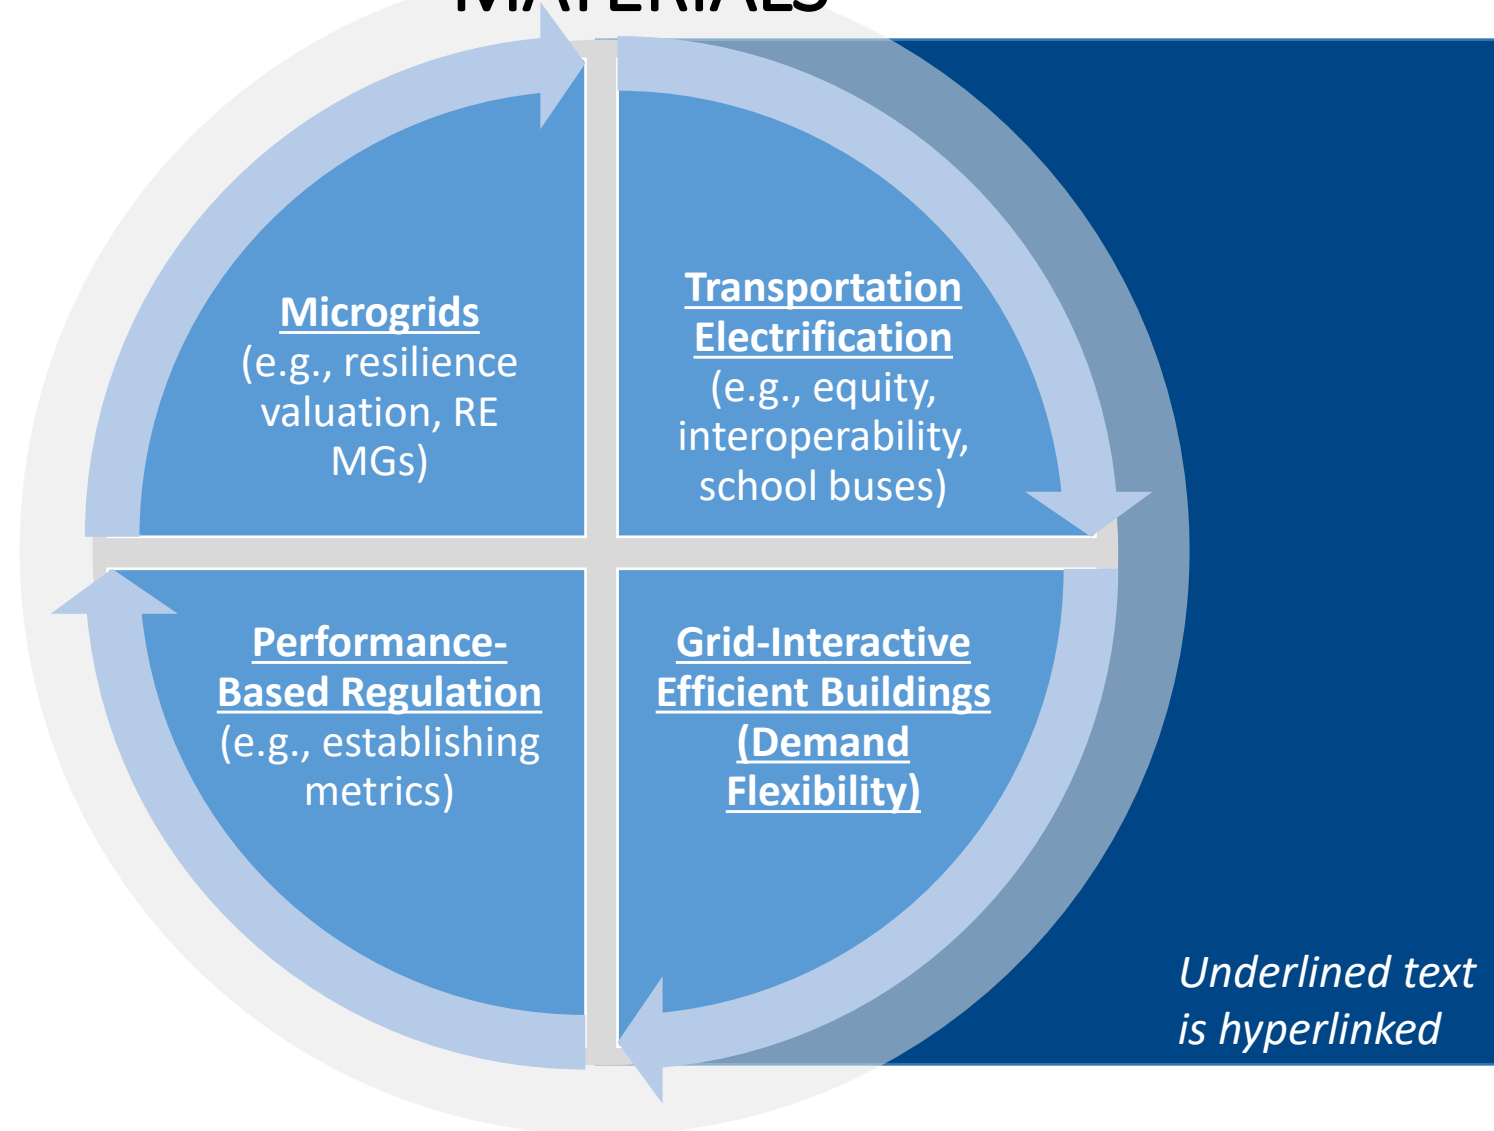 MATERIALS
Microgrids
(e.g., resilience
valuation, RE
MGs)
Transportation
Electrification
(e.g., equity,
interoperability,
school buses)
Performance-
Based Regulation
(e.g., establishing
metrics)
Grid-Interactive
Efficient Buildings
(Demand
Flexibility)
Underlined text
is hyperlinked